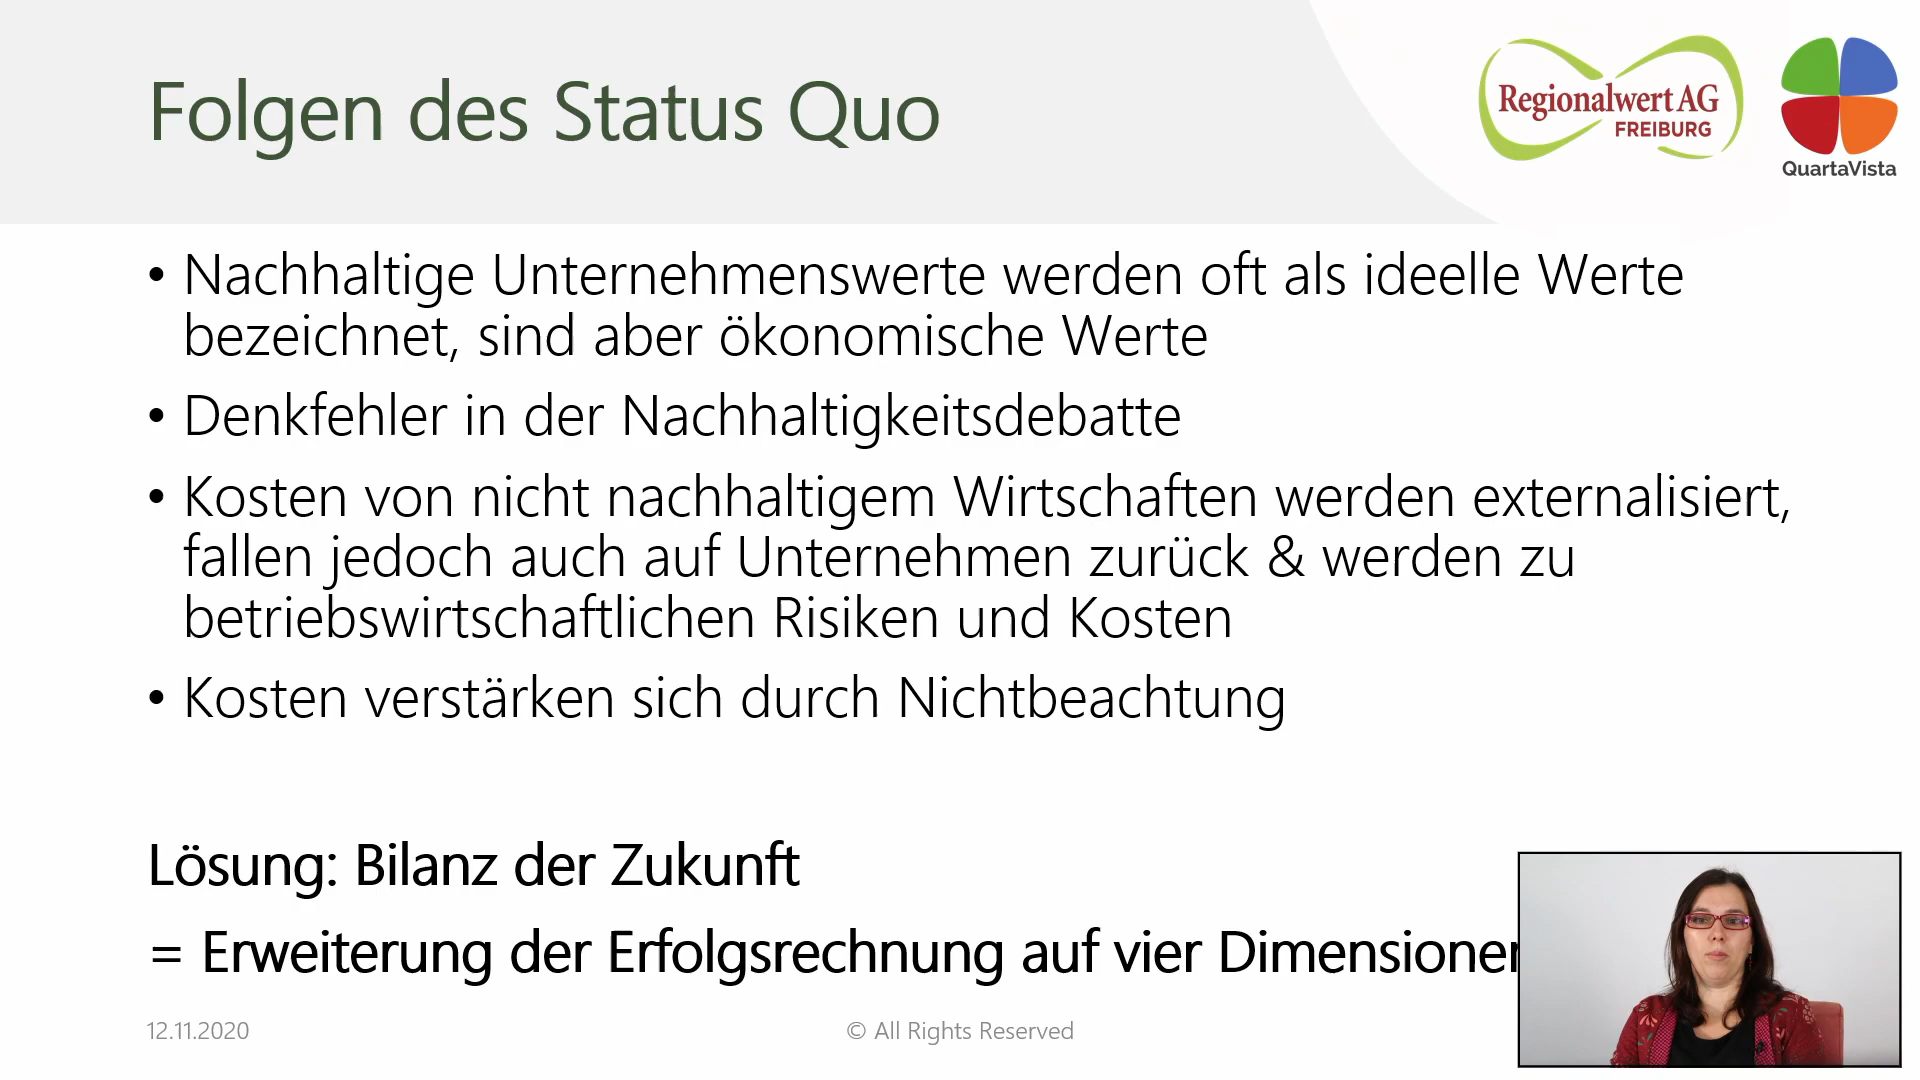 Folgen des Status Quo
Regionalwert AG
FREIBURG
QuartaVista
• Nachhaltige Unternehmenswerte werden oft als ideelle Werte
bezeichnet, sind aber ökonomische Werte
• Denkfehler in der Nachhaltigkeitsdebatte
• Kosten von nicht nachhaltigem Wirtschaften werden externalisiert,
fallen jedoch auch auf Unternehmen zurück & werden zu
betriebswirtschaftlichen Risiken und Kosten
• Kosten verstärken sich durch Nichtbeachtung
Lösung: Bilanz der Zukunft
= Erweiterung der Erfolgsrechnung auf vier Dimensionen
12.11.2020
© All Rights Reserved